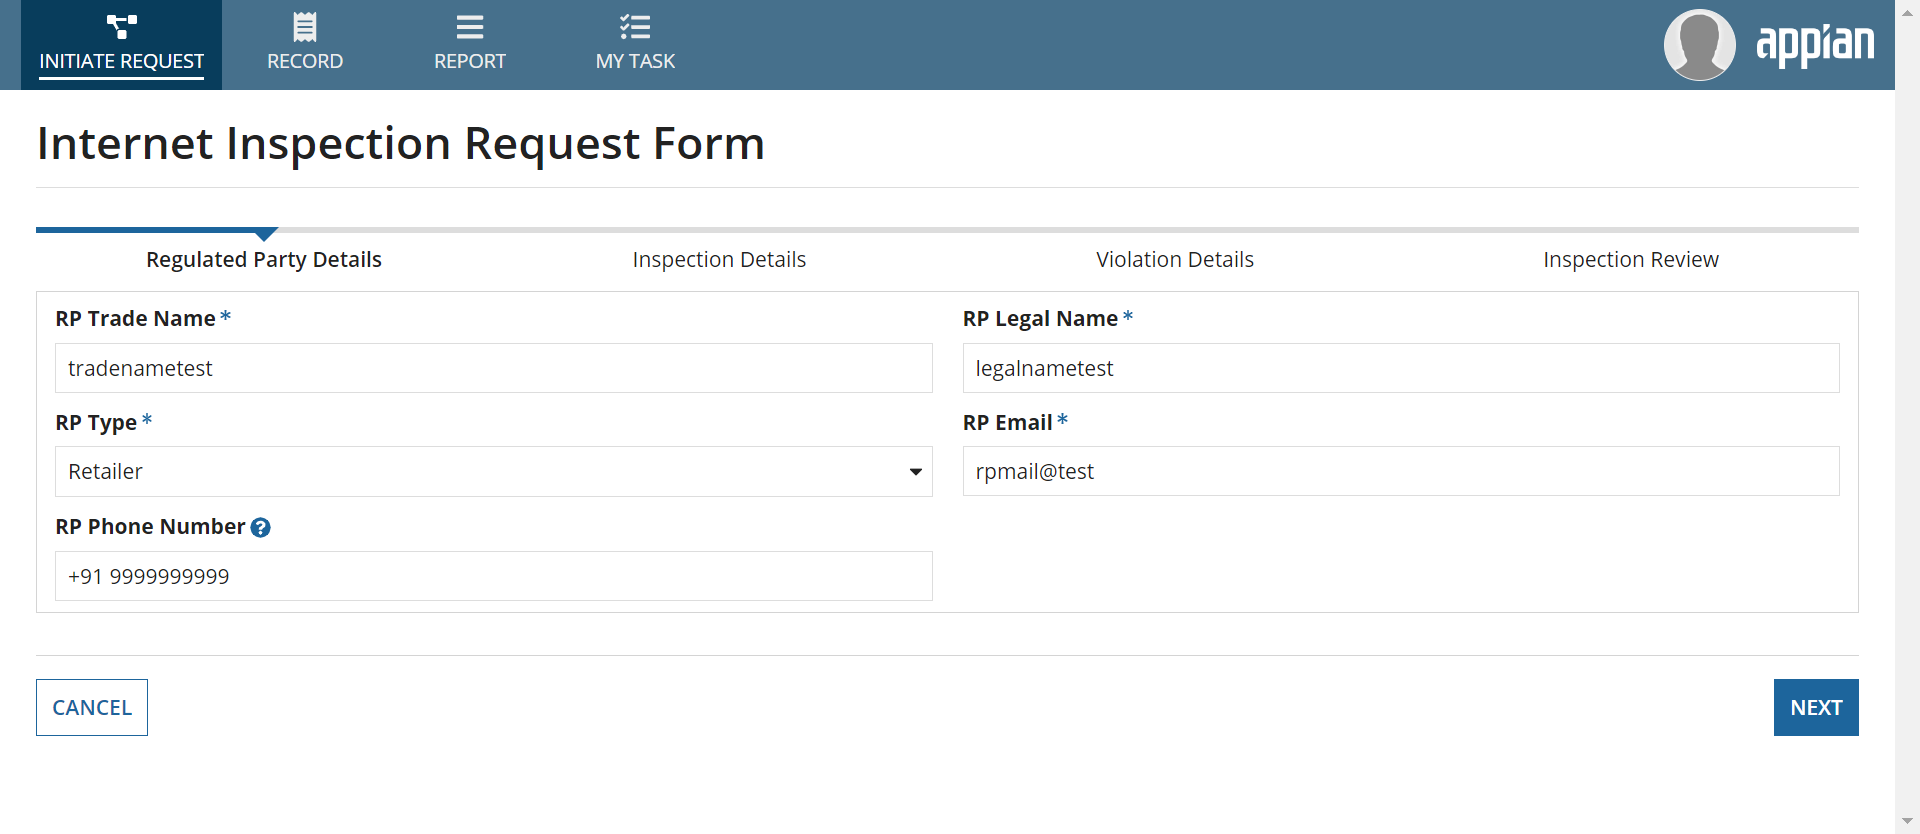 INITIATE REQUEST
RECORD
REPORT
MY TASK
appian
Internet Inspection Request Form
Regulated Party Details
Inspection Details
Violation Details
Inspection Review
RP Trade Name *
RP Legal Name *
tradenametest
legalnametest
RP Type *
RP Email *
Retailer
rpmail@test
RP Phone Number ?
+91 9999999999
CANCEL
NEXT